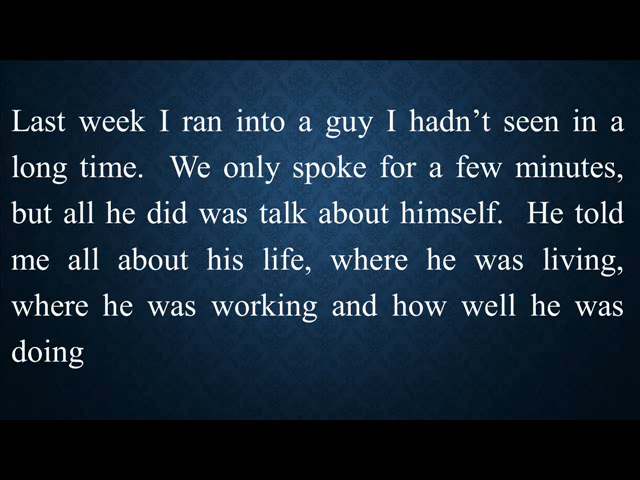 Last week I ran into a guy I hadn’t seen in a
long time.  We only spoke for a few minutes,
but all he did was talk about himself.  He told
me all about his life, where he was living,
where he was working and how well he was
doing